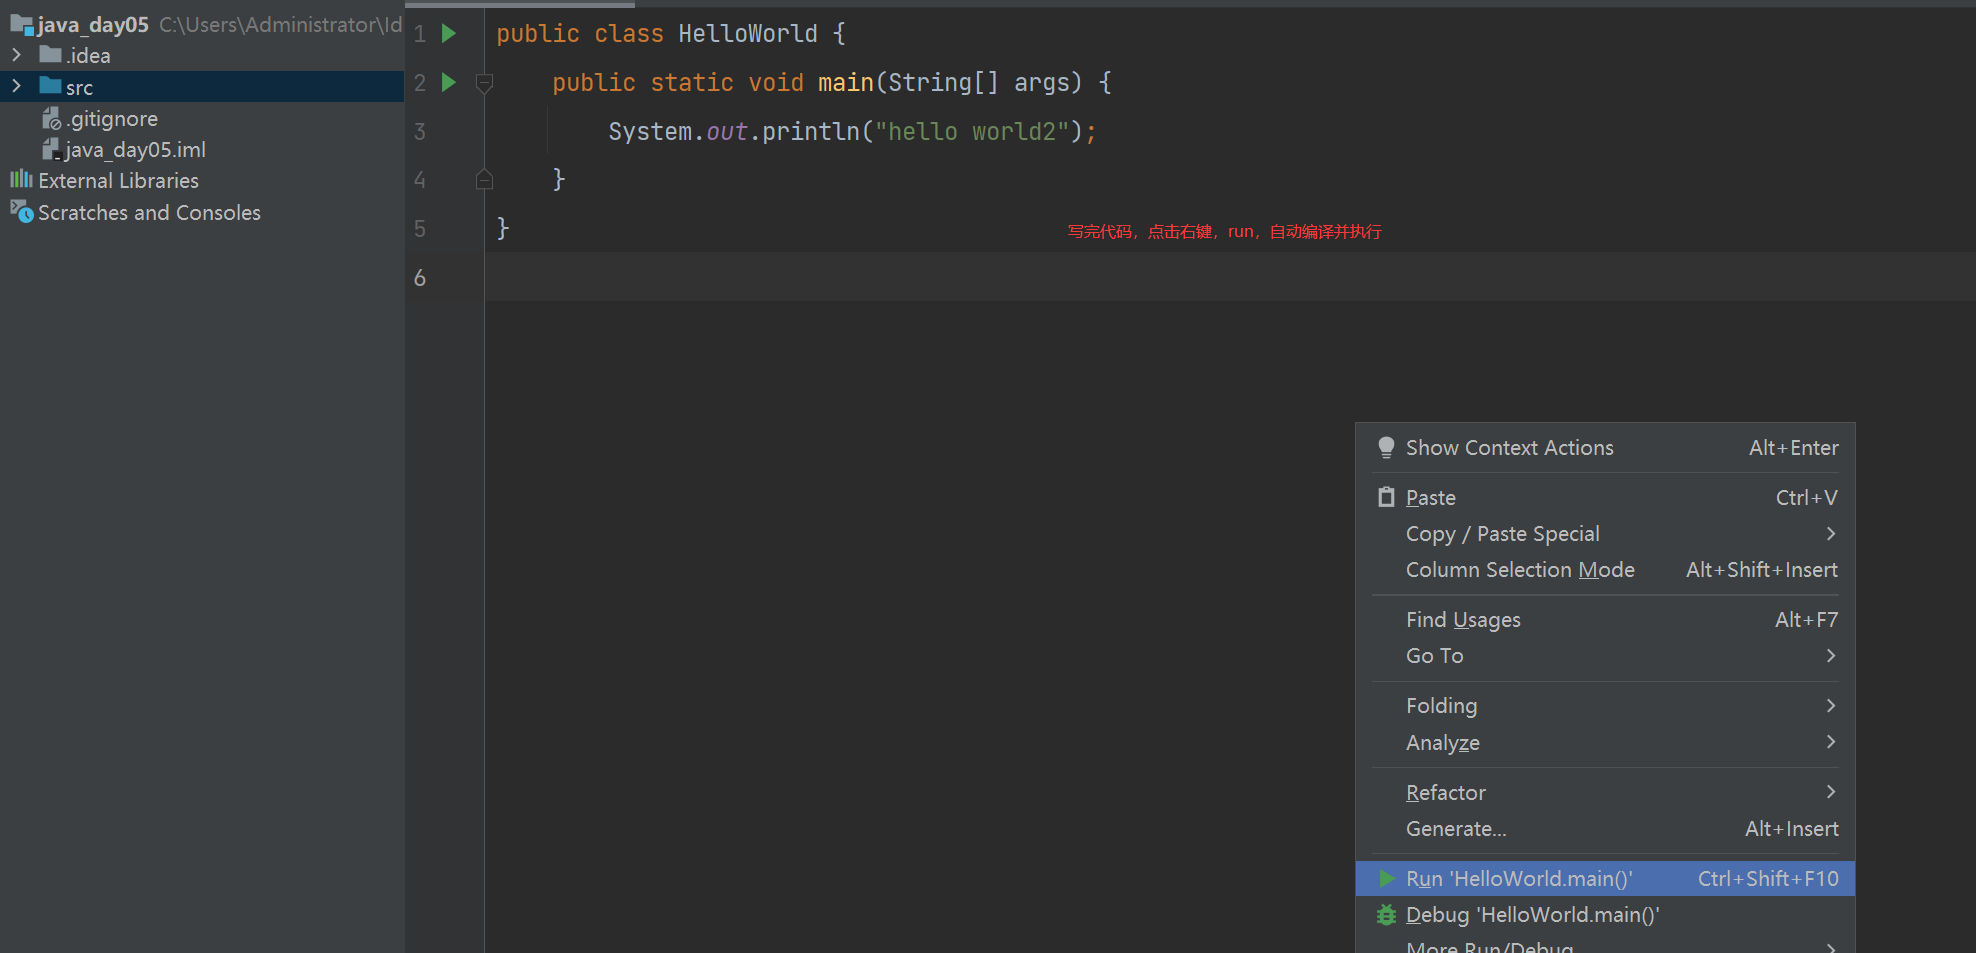 java_day05 C:\Users\Administrator\Id
.idea
src
.gitignore
java_day05.iml
External Libraries
Scratches and Consoles
1 public class HelloWorld {
2     public static void main(String[] args) {
3         System.out.println("hello world2");
4     }
5 }
写完代码，点击右键，run，自动编译并执行
6
Show Context Actions Alt+Enter
Paste Ctrl+V
Copy / Paste Special
Column Selection Mode Alt+Shift+Insert
Find Usages Alt+F7
Go To
Folding
Analyze
Refactor
Generate... Alt+Insert
Run 'HelloWorld.main()' Ctrl+Shift+F10
Debug 'HelloWorld.main()'
More Run/Debug